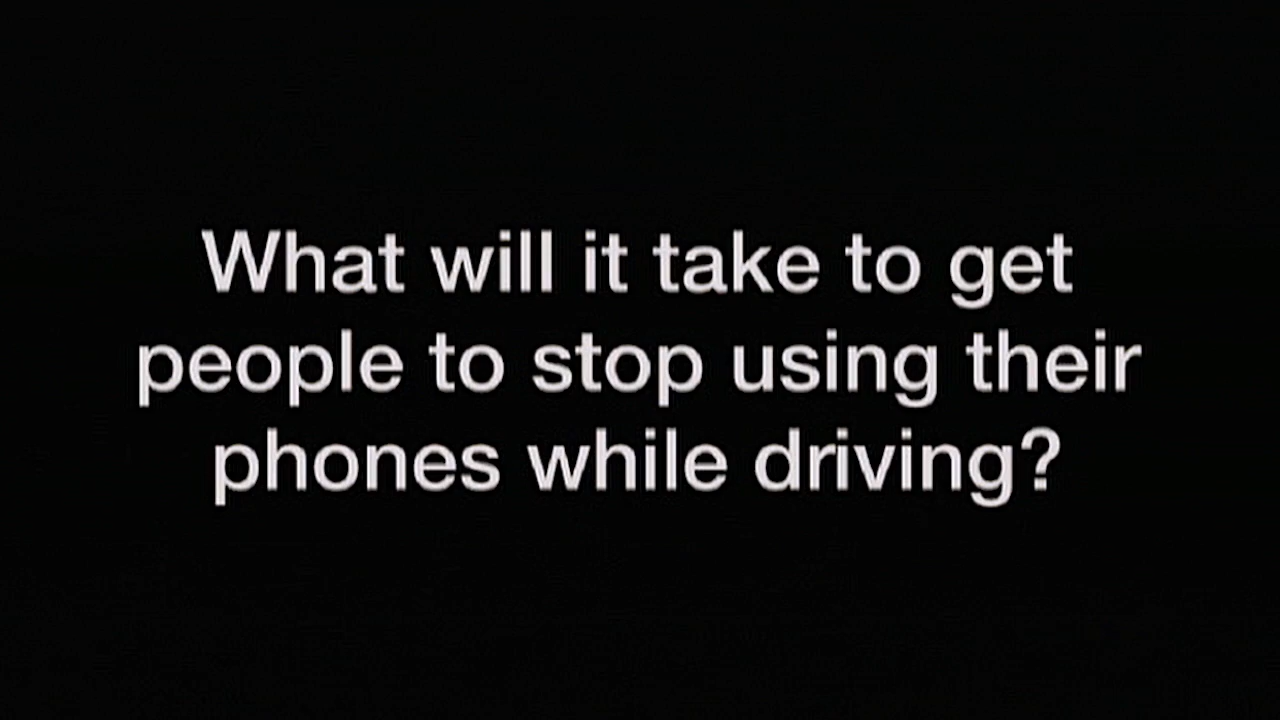 What will it take to get
people to stop using their
phones while driving?